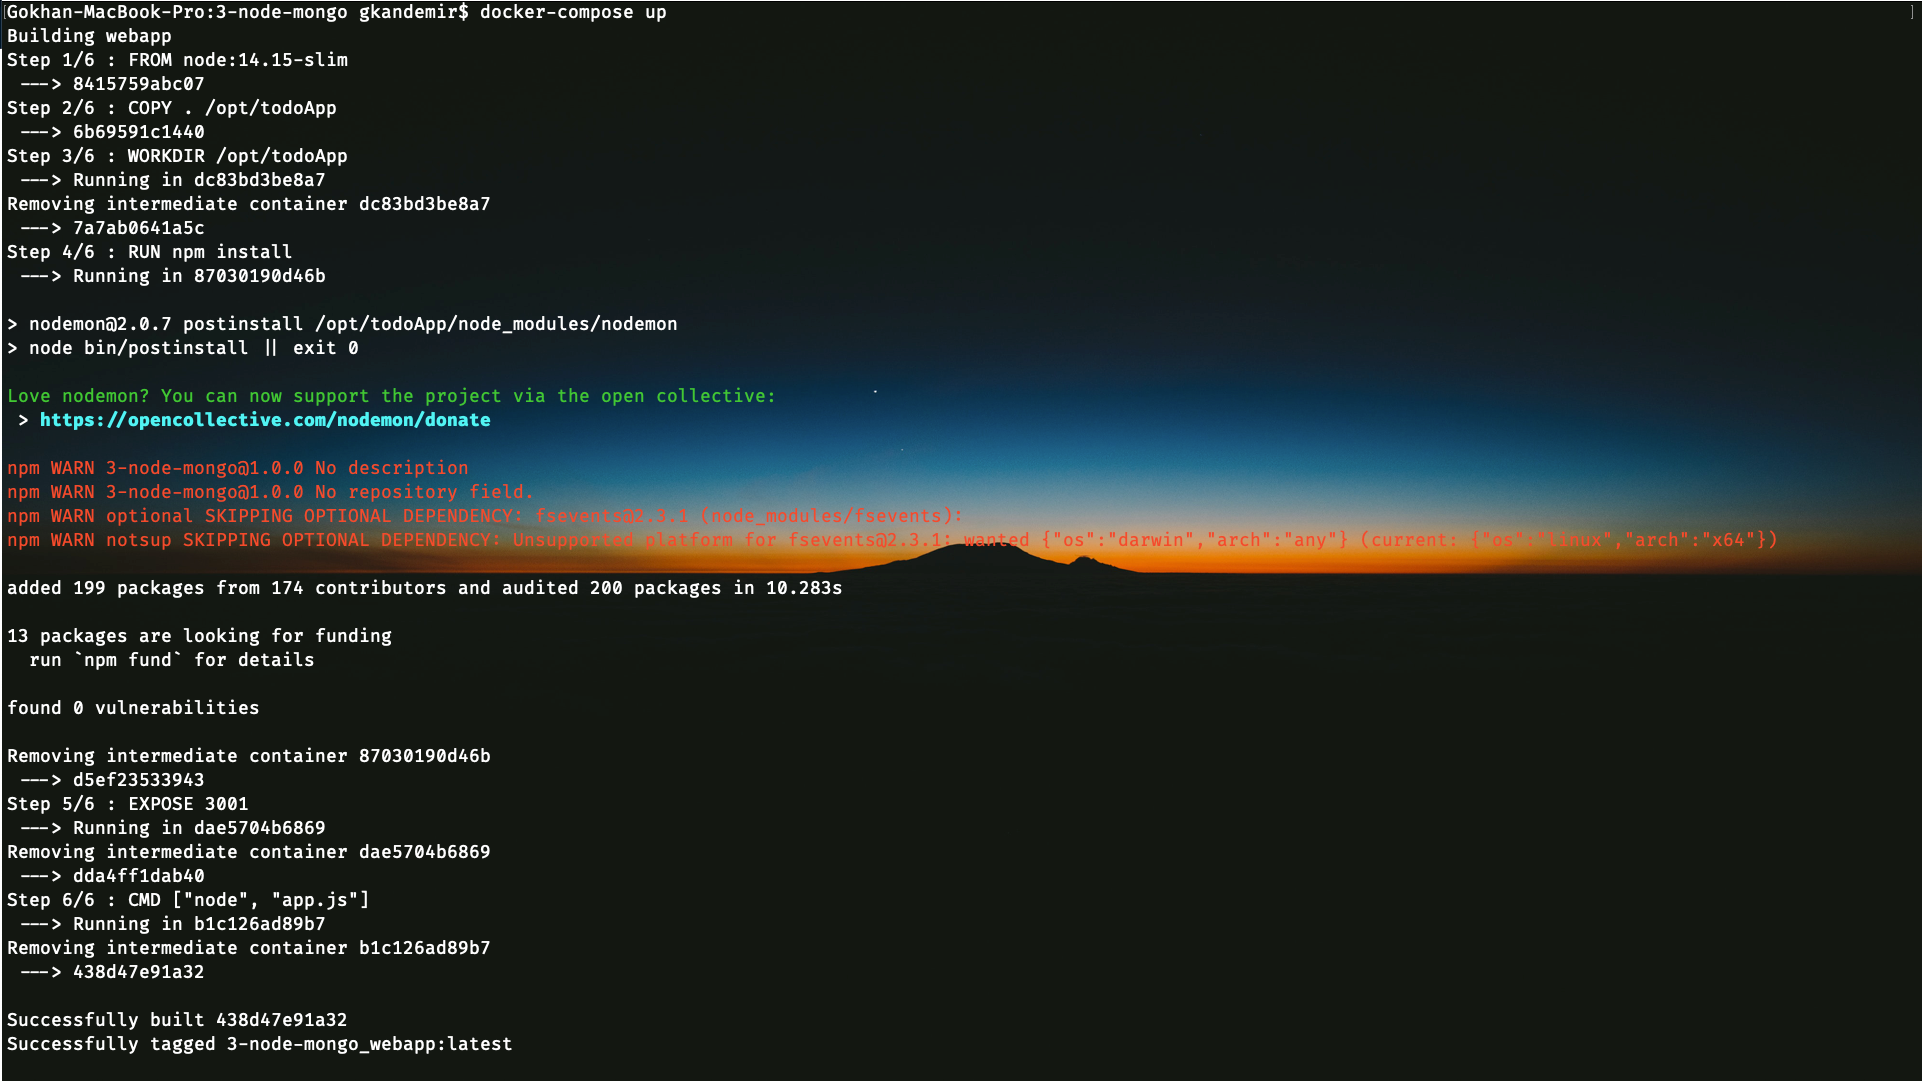 Gokhan-MacBook-Pro:3-node-mongo gkandemir$ docker-compose up
Building webapp
Step 1/6 : FROM node:14.15-slim
 ---> 8415759abc07
Step 2/6 : COPY . /opt/todoApp
 ---> 6b69591c1440
Step 3/6 : WORKDIR /opt/todoApp
 ---> Running in dc83bd3be8a7
Removing intermediate container dc83bd3be8a7
 ---> 7a7ab0641a5c
Step 4/6 : RUN npm install
 ---> Running in 87030190d46b
> nodemon@2.0.7 postinstall /opt/todoApp/node_modules/nodemon
> node bin/postinstall || exit 0
Love nodemon? You can now support the project via the open collective:
 > https://opencollective.com/nodemon/donate
npm WARN 3-node-mongo@1.0.0 No description
npm WARN 3-node-mongo@1.0.0 No repository field.
npm WARN optional SKIPPING OPTIONAL DEPENDENCY: fsevents@2.3.1 (node_modules/fsevents):
npm WARN notsup SKIPPING OPTIONAL DEPENDENCY: Unsupported platform for fsevents@2.3.1: wanted {"os":"darwin","arch":"any"} (current: {"os":"linux","arch":"x64"})
added 199 packages from 174 contributors and audited 200 packages in 10.283s
13 packages are looking for funding
  run `npm fund` for details
found 0 vulnerabilities
Removing intermediate container 87030190d46b
 ---> d5ef23533943
Step 5/6 : EXPOSE 3001
 ---> Running in dae5704b6869
Removing intermediate container dae5704b6869
 ---> dda4ff1dab40
Step 6/6 : CMD ["node", "app.js"]
 ---> Running in b1c126ad89b7
Removing intermediate container b1c126ad89b7
 ---> 438d47e91a32
Successfully built 438d47e91a32
Successfully tagged 3-node-mongo_webapp:latest